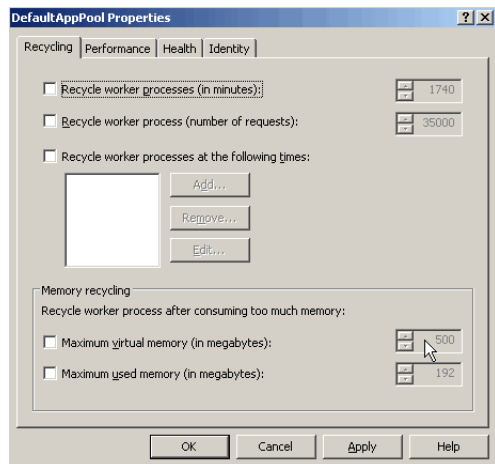 DefaultAppPool Properties
Recycling Performance Health Identity
Recycle worker processes (in minutes): 1740
Recycle worker process (number of requests): 35000
Recycle worker processes at the following times:
Add...
Remove...
Edit...
Memory recycling
Recycle worker process after consuming too much memory:
Maximum virtual memory (in megabytes): 500
Maximum used memory (in megabytes): 192
OK Cancel Apply Help